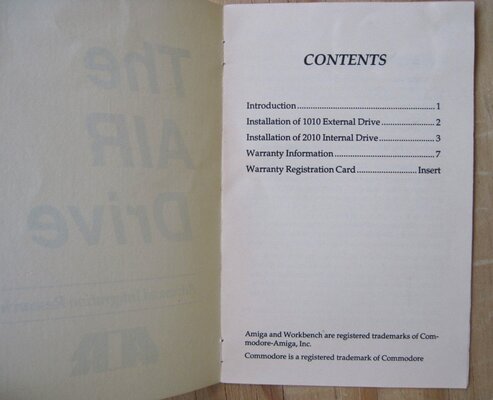 The
AIR
Drive
CONTENTS
Introduction........................................................1
Installation of 1010 External Drive......................2
Installation of 2010 Internal Drive.......................3
Warranty Information..........................................7
Warranty Registration Card.........................Insert
Amiga and Workbench are registered trademarks of Com-
modore-Amiga, Inc.
Commodore is a registered trademark of Commodore